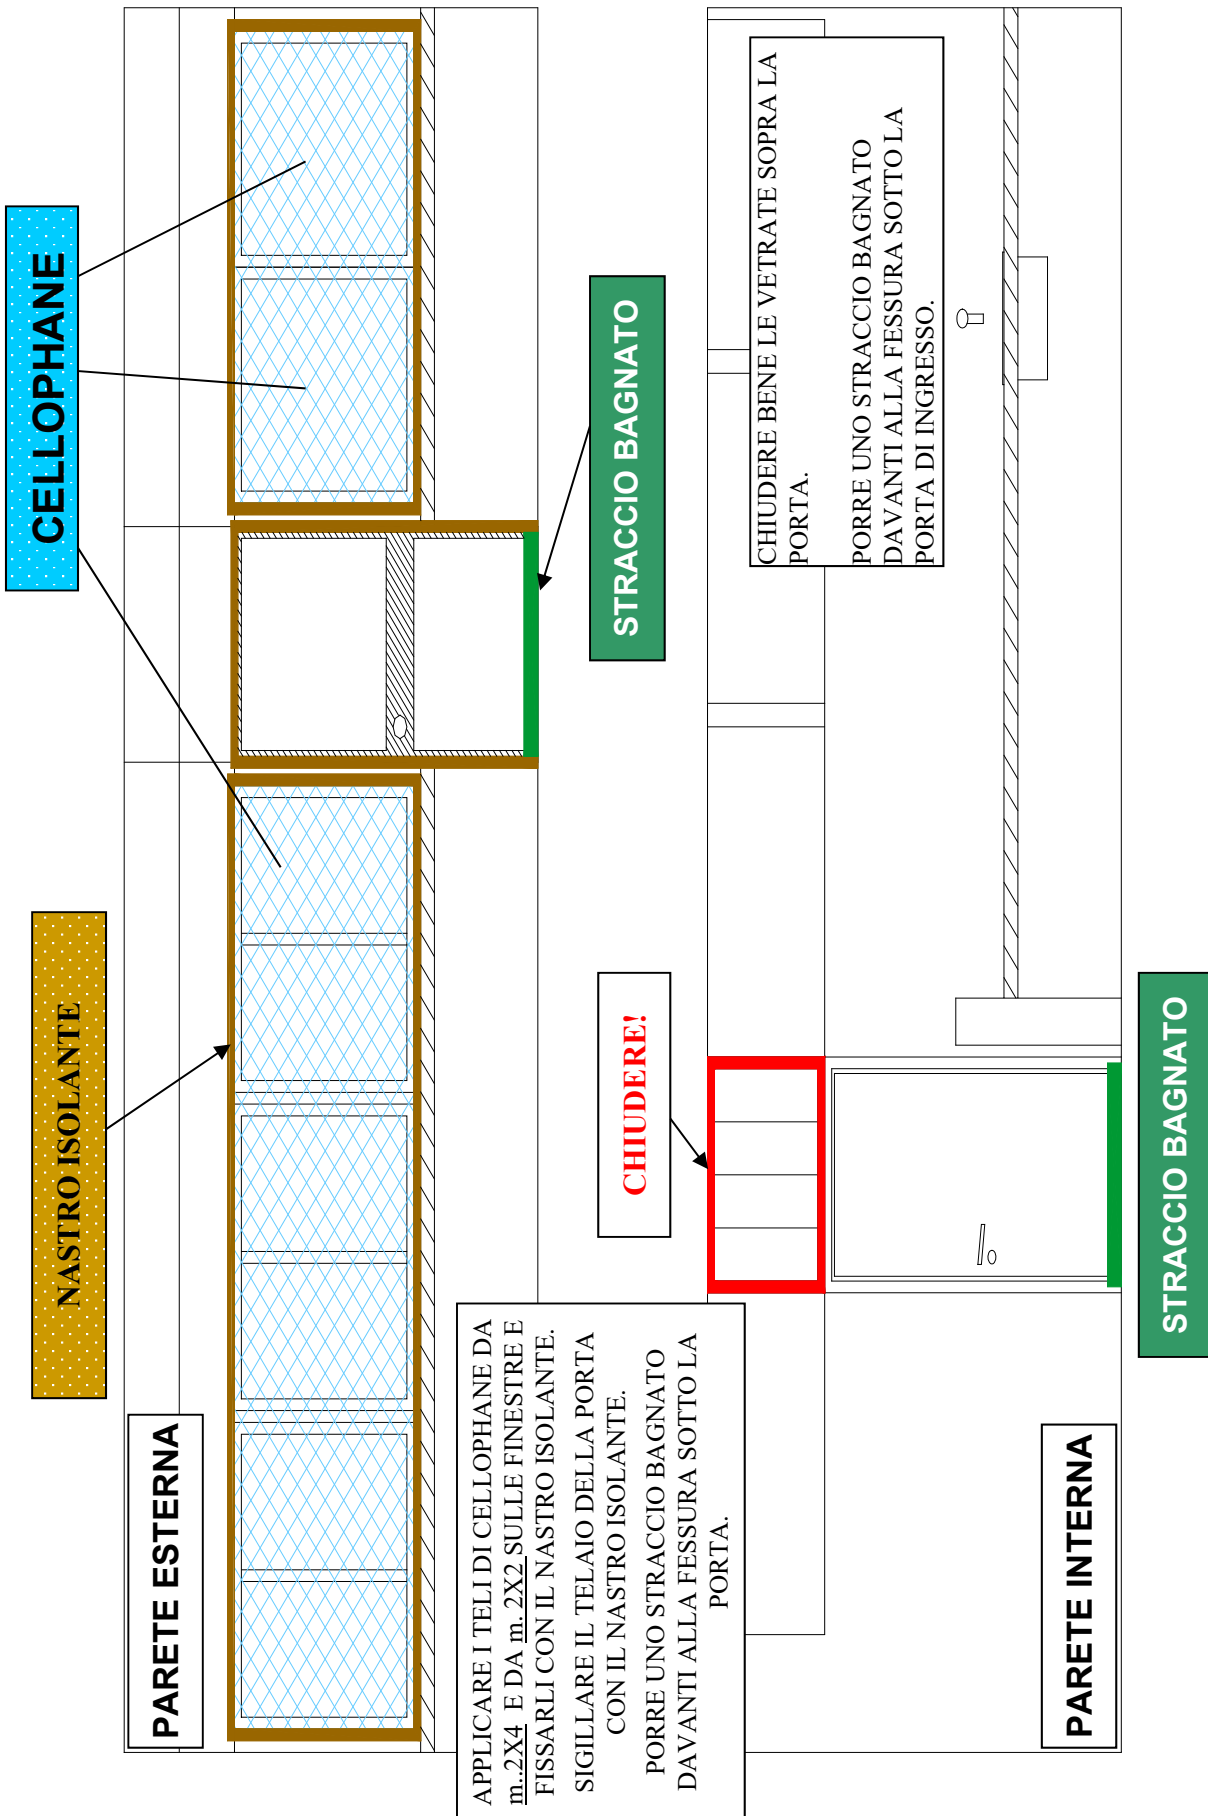 PARETE ESTERNA
NASTRO ISOLANTE
CELLOPHANE
STRACCIO BAGNATO
APPLICARE I TELI DI CELLOPHANE DA
m..2X4 E DA m. 2X2 SULLE FINESTRE E
FISSARLI CON IL NASTRO ISOLANTE.
SIGILLARE IL TELAIO DELLA PORTA
CON IL NASTRO ISOLANTE.
PORRE UNO STRACCIO BAGNATO
DAVANTI ALLA FESSURA SOTTO LA
PORTA.
CHIUDERE!
CHIUDERE BENE LE VETRATE SOPRA LA
PORTA.
PORRE UNO STRACCIO BAGNATO
DAVANTI ALLA FESSURA SOTTO LA
PORTA DI INGRESSO.
PARETE INTERNA
STRACCIO BAGNATO